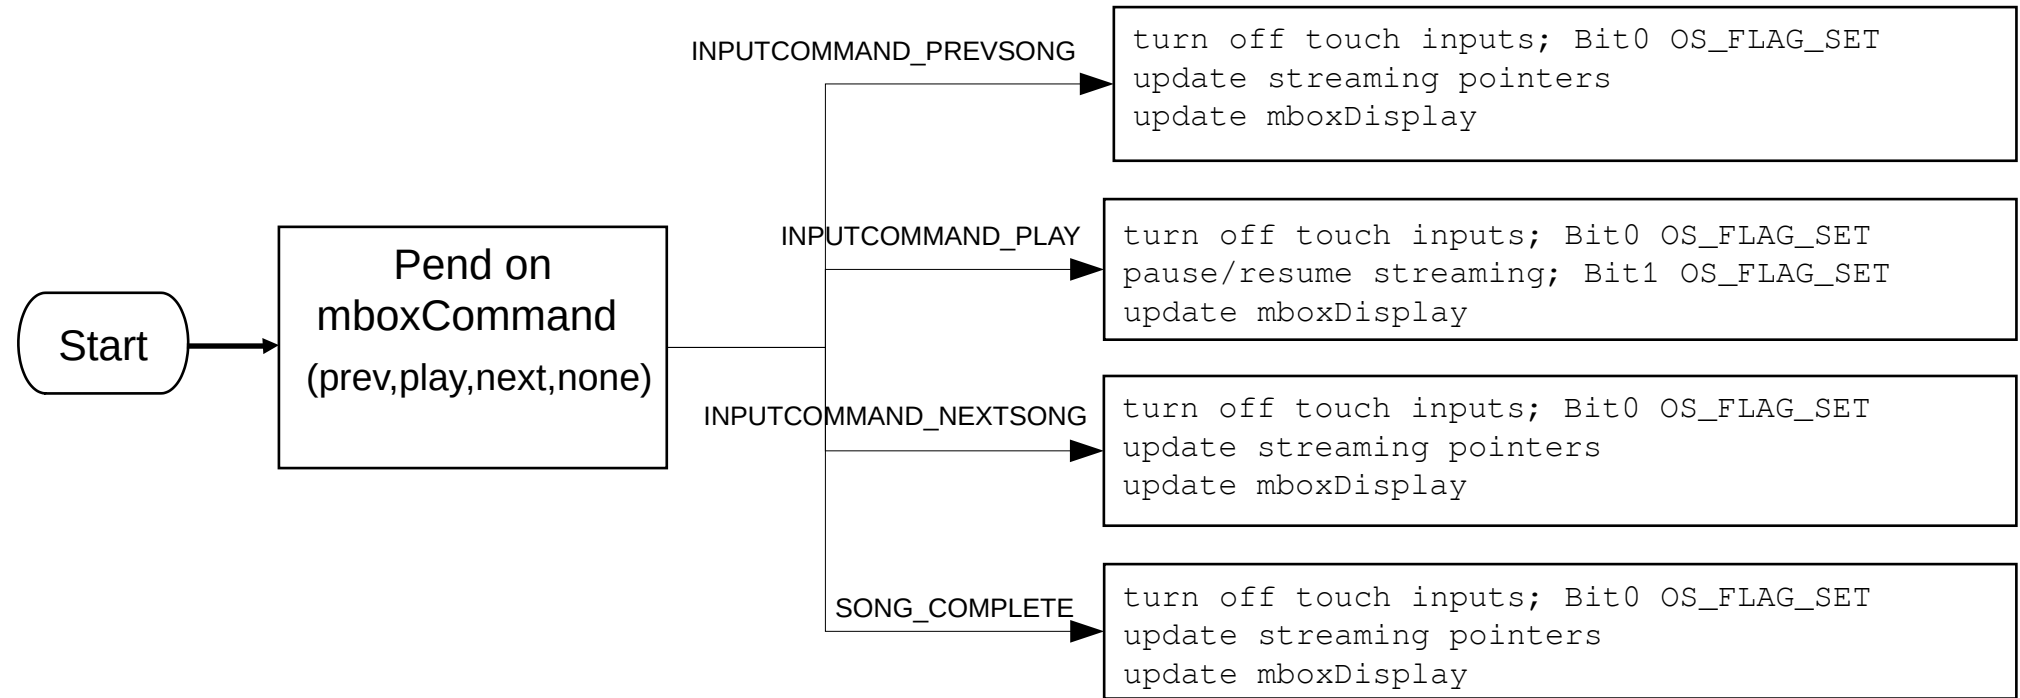 Start
Pend on
mboxCommand
(prev,play,next,none)
INPUTCOMMAND_PREVSONG
turn off touch inputs; Bit0 OS_FLAG_SET
update streaming pointers
update mboxDisplay
INPUTCOMMAND_PLAY
turn off touch inputs; Bit0 OS_FLAG_SET
pause/resume streaming; Bit1 OS_FLAG_SET
update mboxDisplay
INPUTCOMMAND_NEXTSONG
turn off touch inputs; Bit0 OS_FLAG_SET
update streaming pointers
update mboxDisplay
SONG_COMPLETE
turn off touch inputs; Bit0 OS_FLAG_SET
update streaming pointers
update mboxDisplay